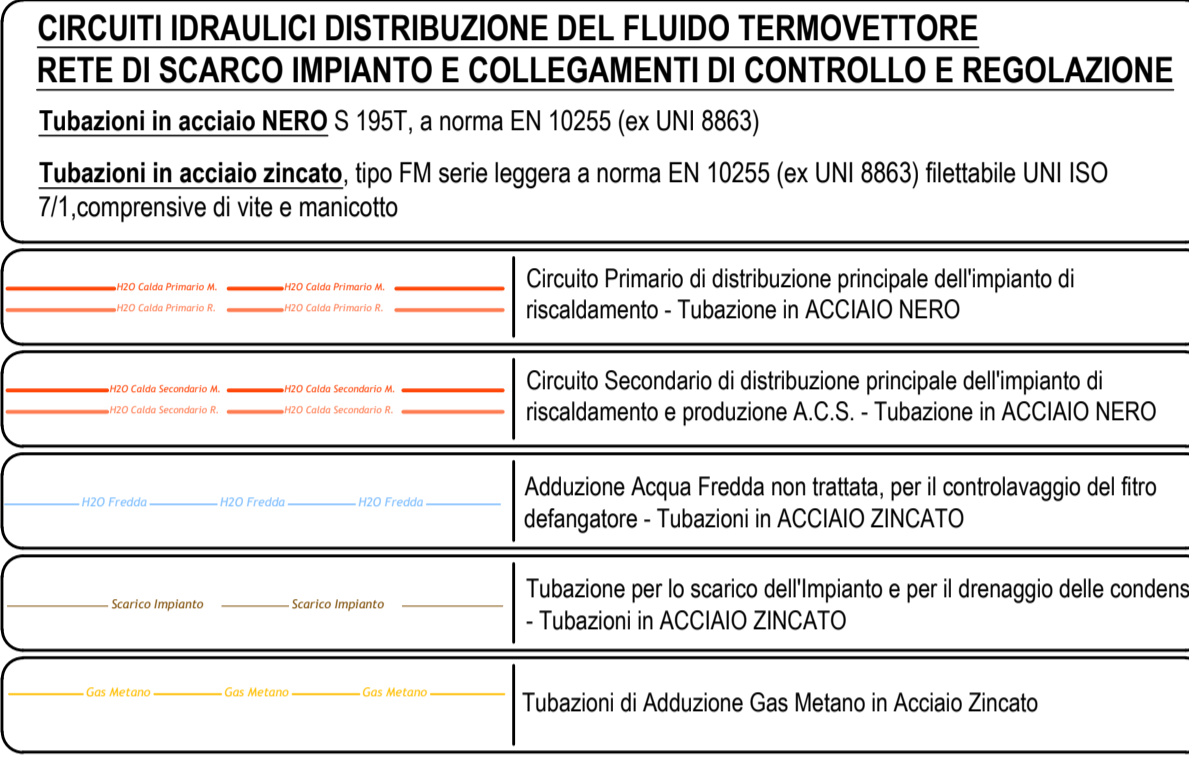 CIRCUITI IDRAULICI DISTRIBUZIONE DEL FLUIDO TERMOVETTORE
RETE DI SCARCO IMPIANTO E COLLEGAMENTI DI CONTROLLO E REGOLAZIONE
Tubazioni in acciaio NERO S 195T, a norma EN 10255 (ex UNI 8863)
Tubazioni in acciaio zincato, tipo FM serie leggera a norma EN 10255 (ex UNI 8863) filettabile UNI ISO
7/1,comprensive di vite e manicotto
H2O Calda Primario M. H2O Calda Primario M.
H2O Calda Primario R. H2O Calda Primario R.
Circuito Primario di distribuzione principale dell'impianto di
riscaldamento - Tubazione in ACCIAIO NERO
H2O Calda Secondario M. H2O Calda Secondario M.
H2O Calda Secondario R. H2O Calda Secondario R.
Circuito Secondario di distribuzione principale dell'impianto di
riscaldamento e produzione A.C.S. - Tubazione in ACCIAIO NERO
H2O Fredda H2O Fredda H2O Fredda
Adduzione Acqua Fredda non trattata, per il controlavaggio del fitro
defangatore - Tubazioni in ACCIAIO ZINCATO
Scarico Impianto Scarico Impianto
Tubazione per lo scarico dell'Impianto e per il drenaggio delle condens
- Tubazioni in ACCIAIO ZINCATO
Gas Metano Gas Metano Gas Metano
Tubazioni di Adduzione Gas Metano in Acciaio Zincato